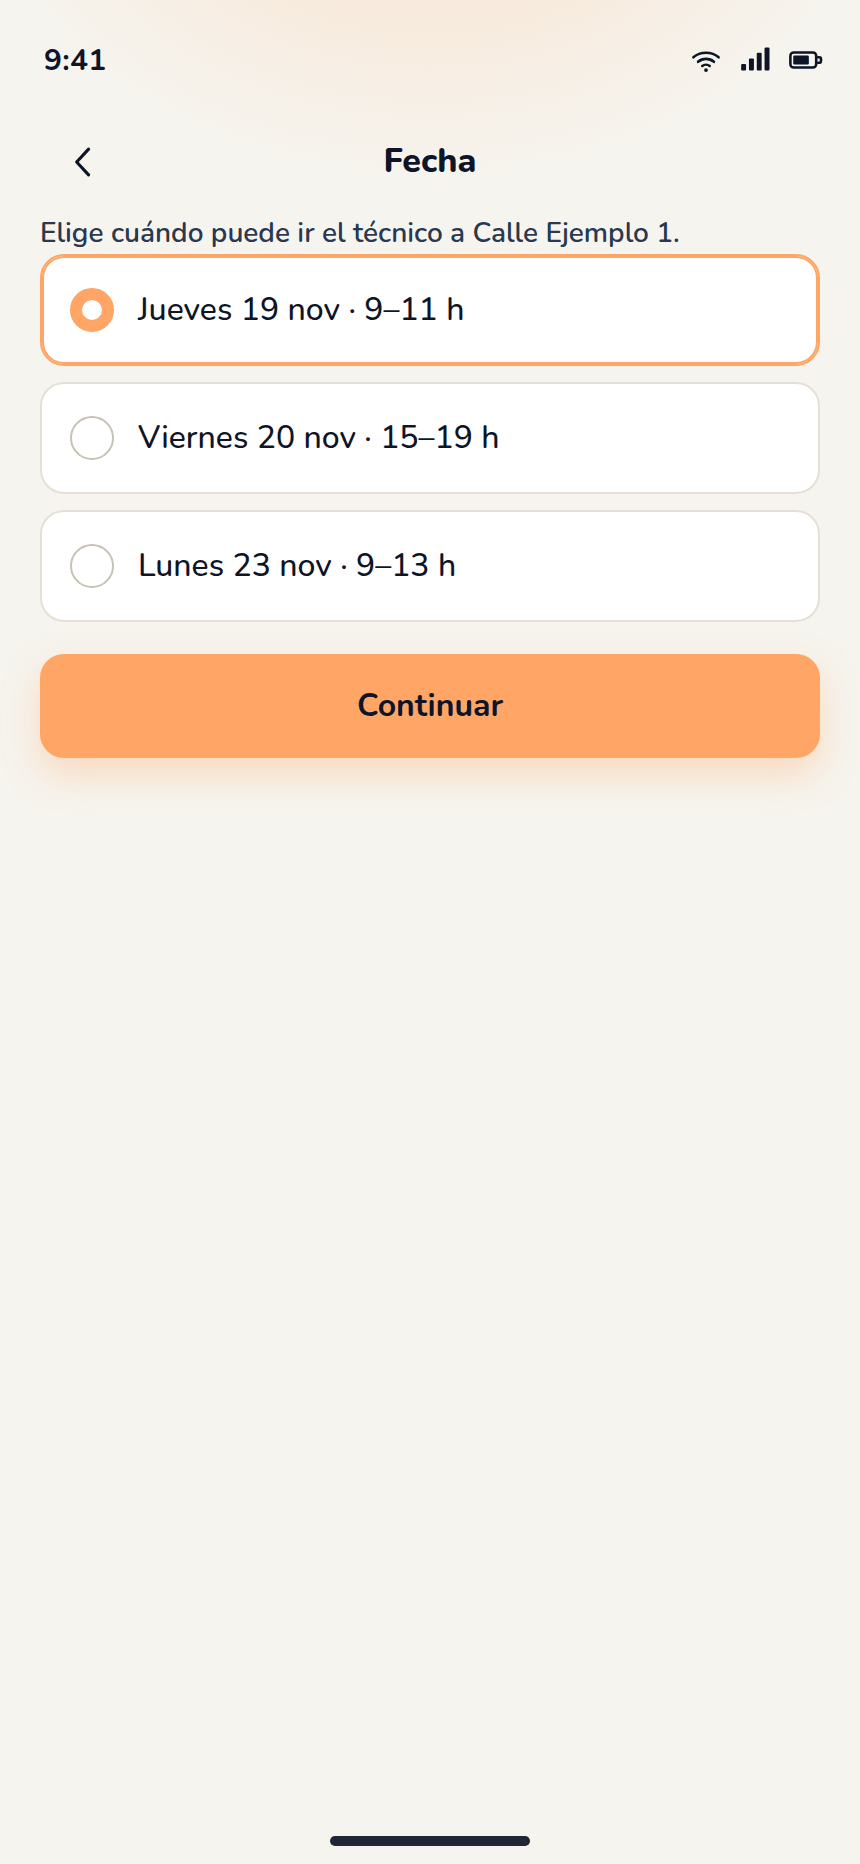 9:41
Fecha
Elige cuándo puede ir el técnico a Calle Ejemplo 1.
Jueves 19 nov · 9–11 h
Viernes 20 nov · 15–19 h
Lunes 23 nov · 9–13 h
Continuar